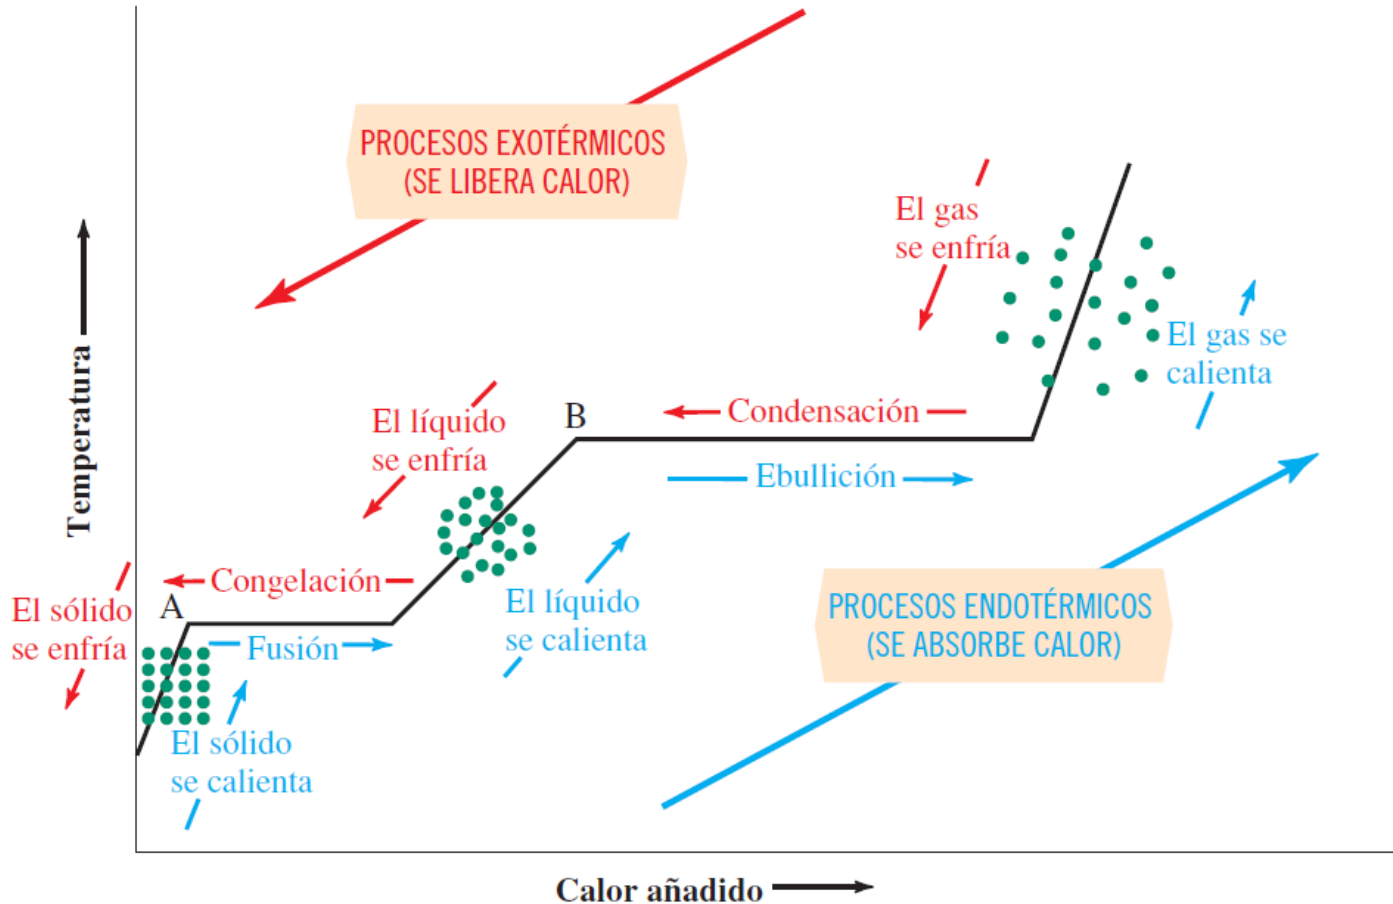 PROCESOS EXOTÉRMICOS
(SE LIBERA CALOR)
El gas
se enfría
El gas se
calienta
Temperatura
El líquido
se enfría
B
Condensación
Ebullición
Congelación
A
El sólido
se enfría
Fusión
El líquido
se calienta
PROCESOS ENDOTÉRMICOS
(SE ABSORBE CALOR)
El sólido
se calienta
Calor añadido